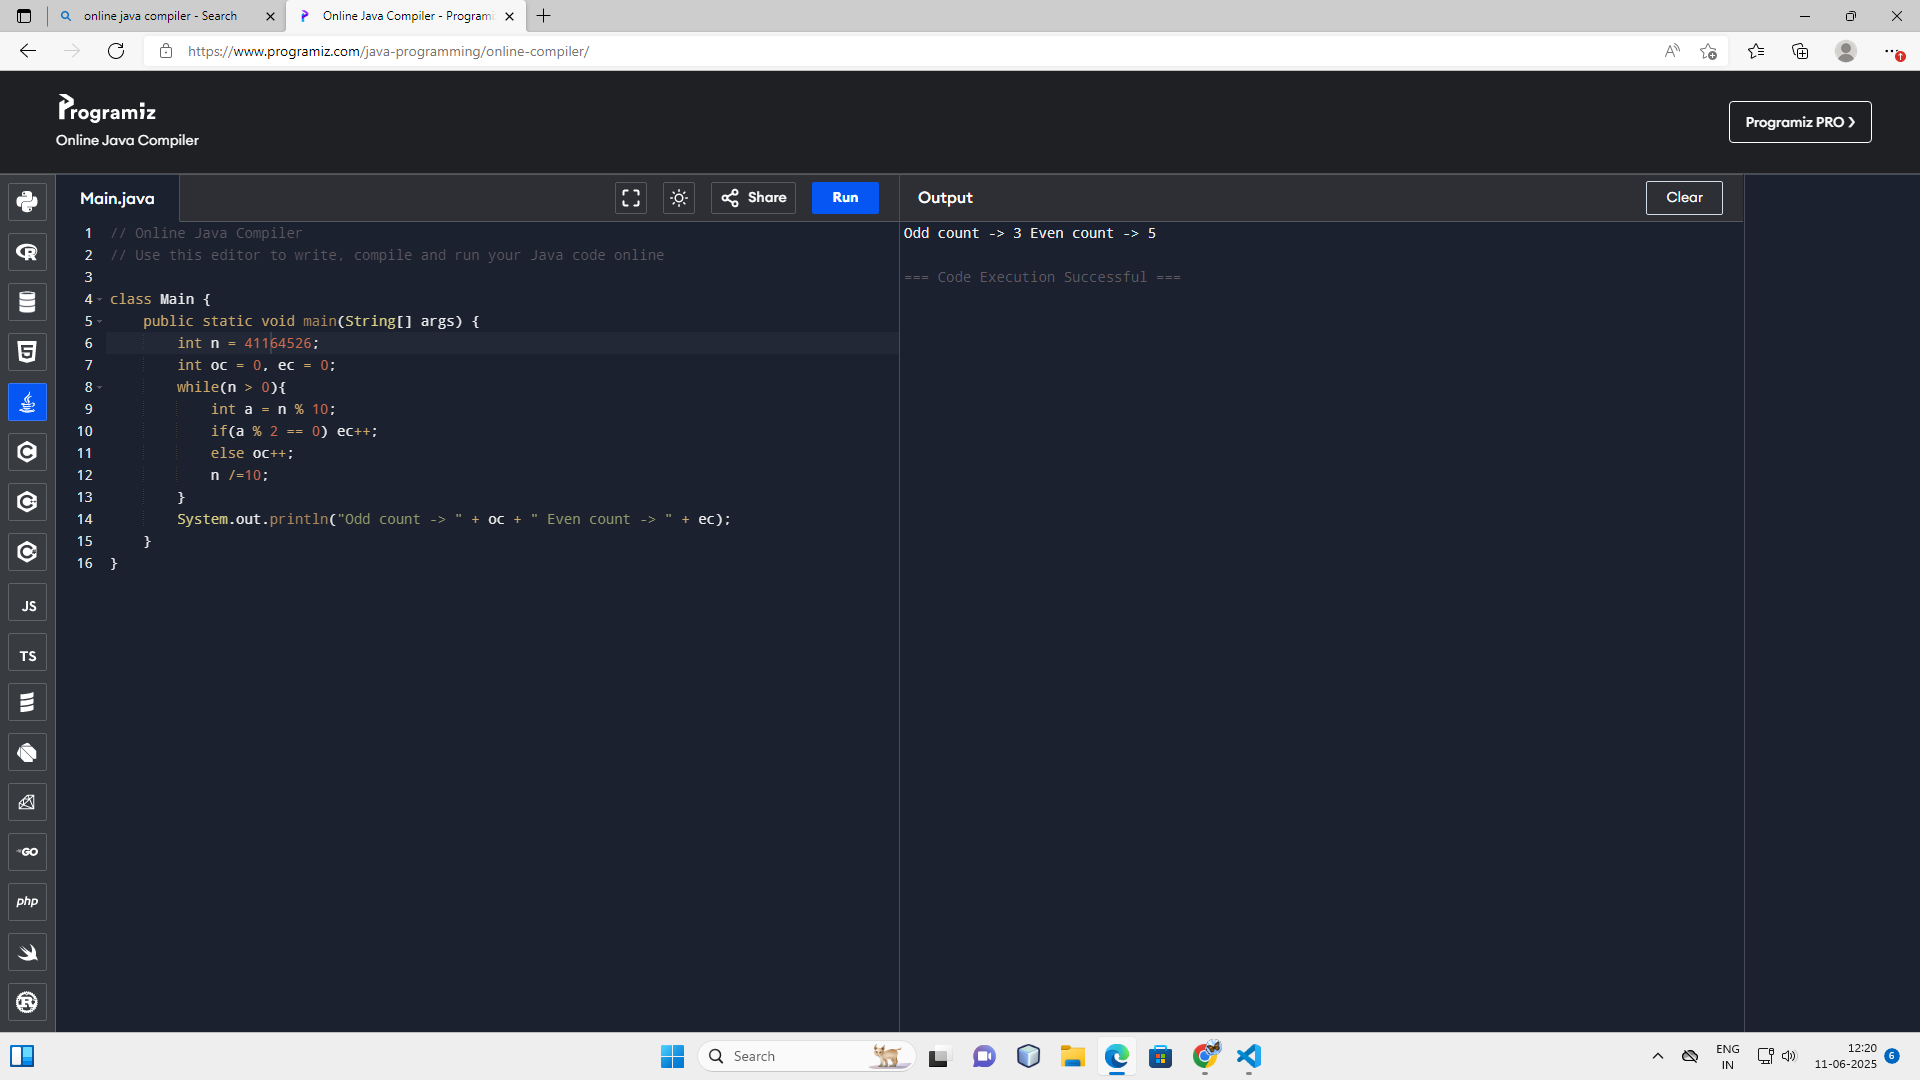 online java compiler - Search
Online Java Compiler - Programi
https://www.programiz.com/java-programming/online-compiler/
Programiz
Online Java Compiler
Programiz PRO
Main.java
Share
Run
Output
Clear
1 // Online Java Compiler
2 // Use this editor to write, compile and run your Java code online
3
4 class Main {
5 public static void main(String[] args) {
6 int n = 41164526;
7 int oc = 0, ec = 0;
8 while(n > 0){
9 int a = n % 10;
10 if(a % 2 == 0) ec++;
11 else oc++;
12 n /=10;
13 }
14 System.out.println("Odd count -> " + oc + " Even count -> " + ec);
15 }
16 }
Odd count -> 3 Even count -> 5
=== Code Execution Successful ===
JS
TS
GO
php
Search
ENG
IN
12:20
11-06-2025
6